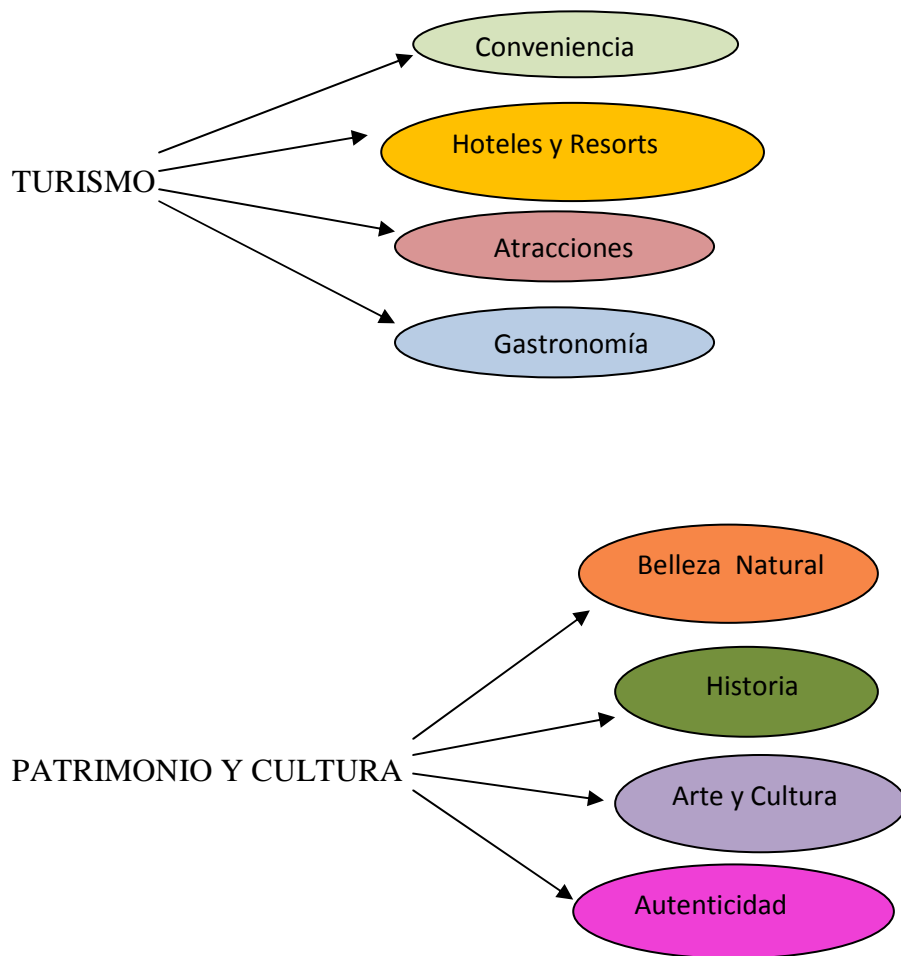 Conveniencia
Hoteles y Resorts
TURISMO
Atracciones
Gastronomía
Belleza Natural
Historia
PATRIMONIO Y CULTURA
Arte y Cultura
Autenticidad